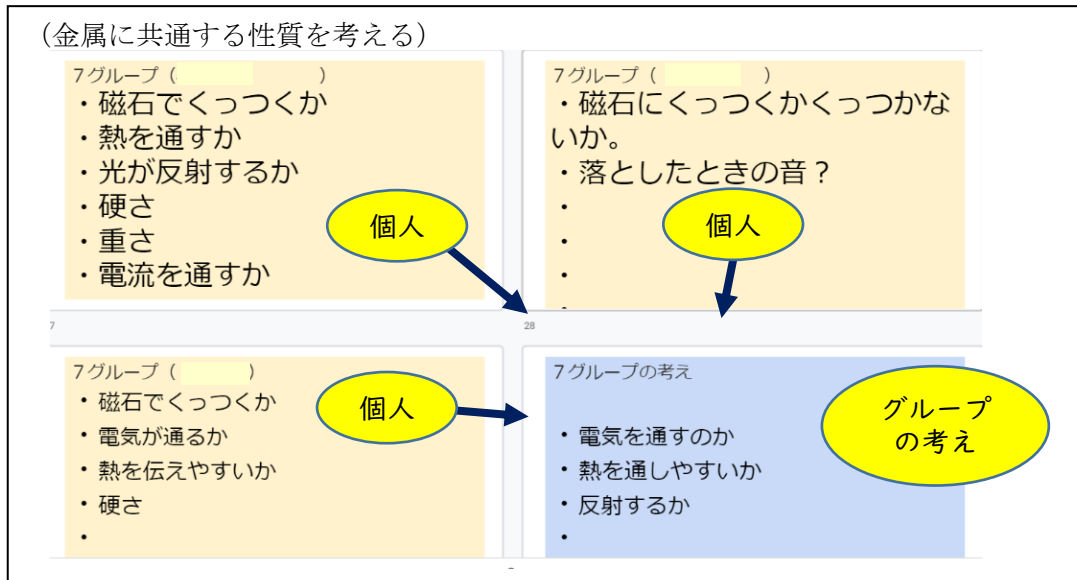 （金属に共通する性質を考える）
7グループ（　　　）
・磁石でくっつくか
・熱を通すか
・光が反射するか
・硬さ
・重さ
・電流を通すか
個人
7グループ（　　　）
・磁石にくっつくかくっつかな
いか。
・落としたときの音？
・
・
・
・
個人
7
28
7グループ（　　　）
・磁石でくっつくか
・電気が通るか
・熱を伝えやすいか
・硬さ
・
個人
7グループの考え
・電気を通すのか
・熱を通しやすいか
・反射するか
・
グループ
の考え